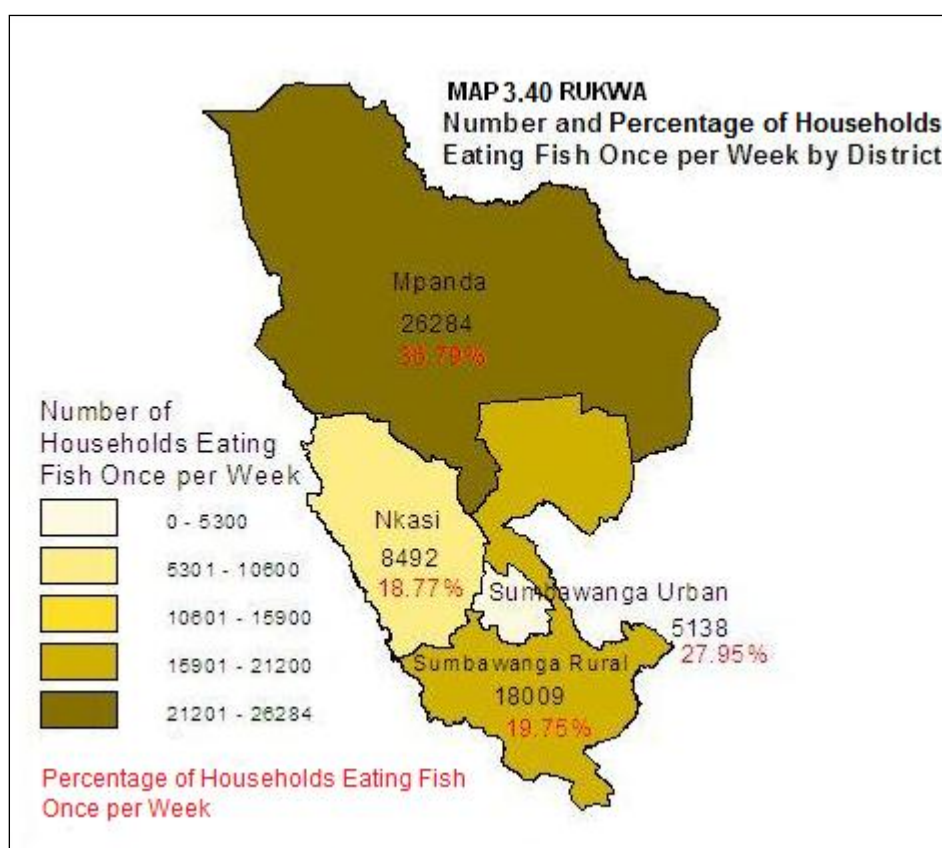 MAP 3.40 RUKWA
Number and Percentage of Households
Eating Fish Once per Week by District
Mpanda
26284
36.79%
Number of
Households Eating
Fish Once per Week
0 - 5300
5301 - 10600
10601 - 15900
15901 - 21200
21201 - 26284
Nkasi
8492
18.77%
Sumbawanga Urban
5138
27.95%
Sumbawanga Rural
18009
19.75%
Percentage of Households Eating Fish
Once per Week